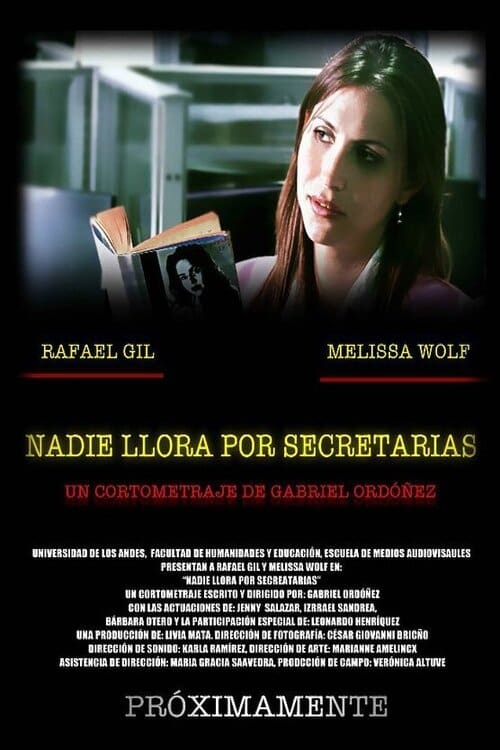 RAFAEL GIL
MELISSA WOLF
NADIE LLORA POR SECRETARIAS
UN CORTOMETRAJE DE GABRIEL ORDÓÑEZ
UNIVERSIDAD DE LOS ANDES, FACULTAD DE HUMANIDADES Y EDUCACIÓN, ESCUELA DE MEDIOS AUDIOVISAULES
PRESENTAN A RAFAEL GIL Y MELISSA WOLF EN:
"NADIE LLORA POR SECREATARIAS"
UN CORTOMETRAJE ESCRITO Y DIRIGIDO POR: GABRIEL ORDÓÑEZ
CON LAS ACTUACIONES DE: JENNY SALAZAR, IZRRAEL SANDREA,
BÁRBARA OTERO Y LA PARTICIPACIÓN ESPECIAL DE: LEONARDO HENRÍQUEZ
UNA PRODUCCIÓN DE: LIVIA MATA. DIRECCIÓN DE FOTOGRAFÍA: CÉSAR GIOVANNI BRICÑO
DIRECCIÓN DE SONIDO: KARLA RAMÍREZ, DIRECCIÓN DE ARTE: MARIANNE AMELINCX
ASISTENCIA DE DIRECCIÓN: MARIA GRACIA SAAVEDRA, PRODCCIÓN DE CAMPO: VERÓNICA ALTUVE
PRÓXIMAMENTE